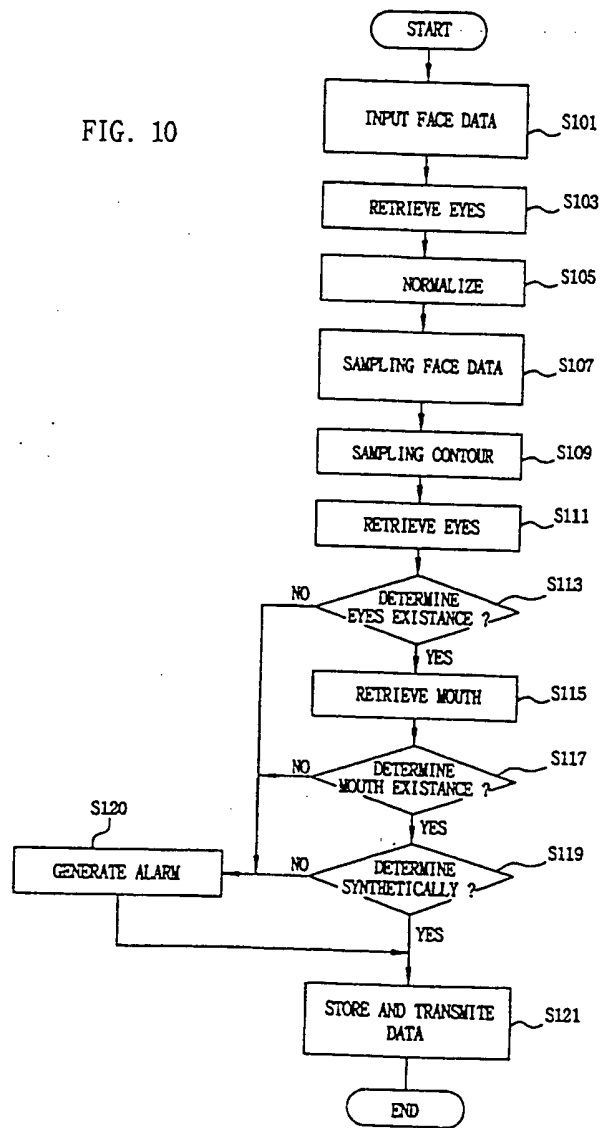 START
FIG. 10
INPUT FACE DATA
S101
RETRIEVE EYES
S103
NORMALIZE
S105
SAMPLING FACE DATA
S107
SAMPLING CONTOUR
S109
RETRIEVE EYES
S111
DETERMINE
EYES EXISTANCE ?
S113
NO
YES
RETRIEVE MOUTH
S115
DETERMINE
MOUTH EXISTANCE ?
S117
NO
YES
S120
GENERATE ALARM
DETERMINE
SYNTHETICALLY ?
S119
NO
YES
STORE AND TRANSMITE
DATA
S121
END